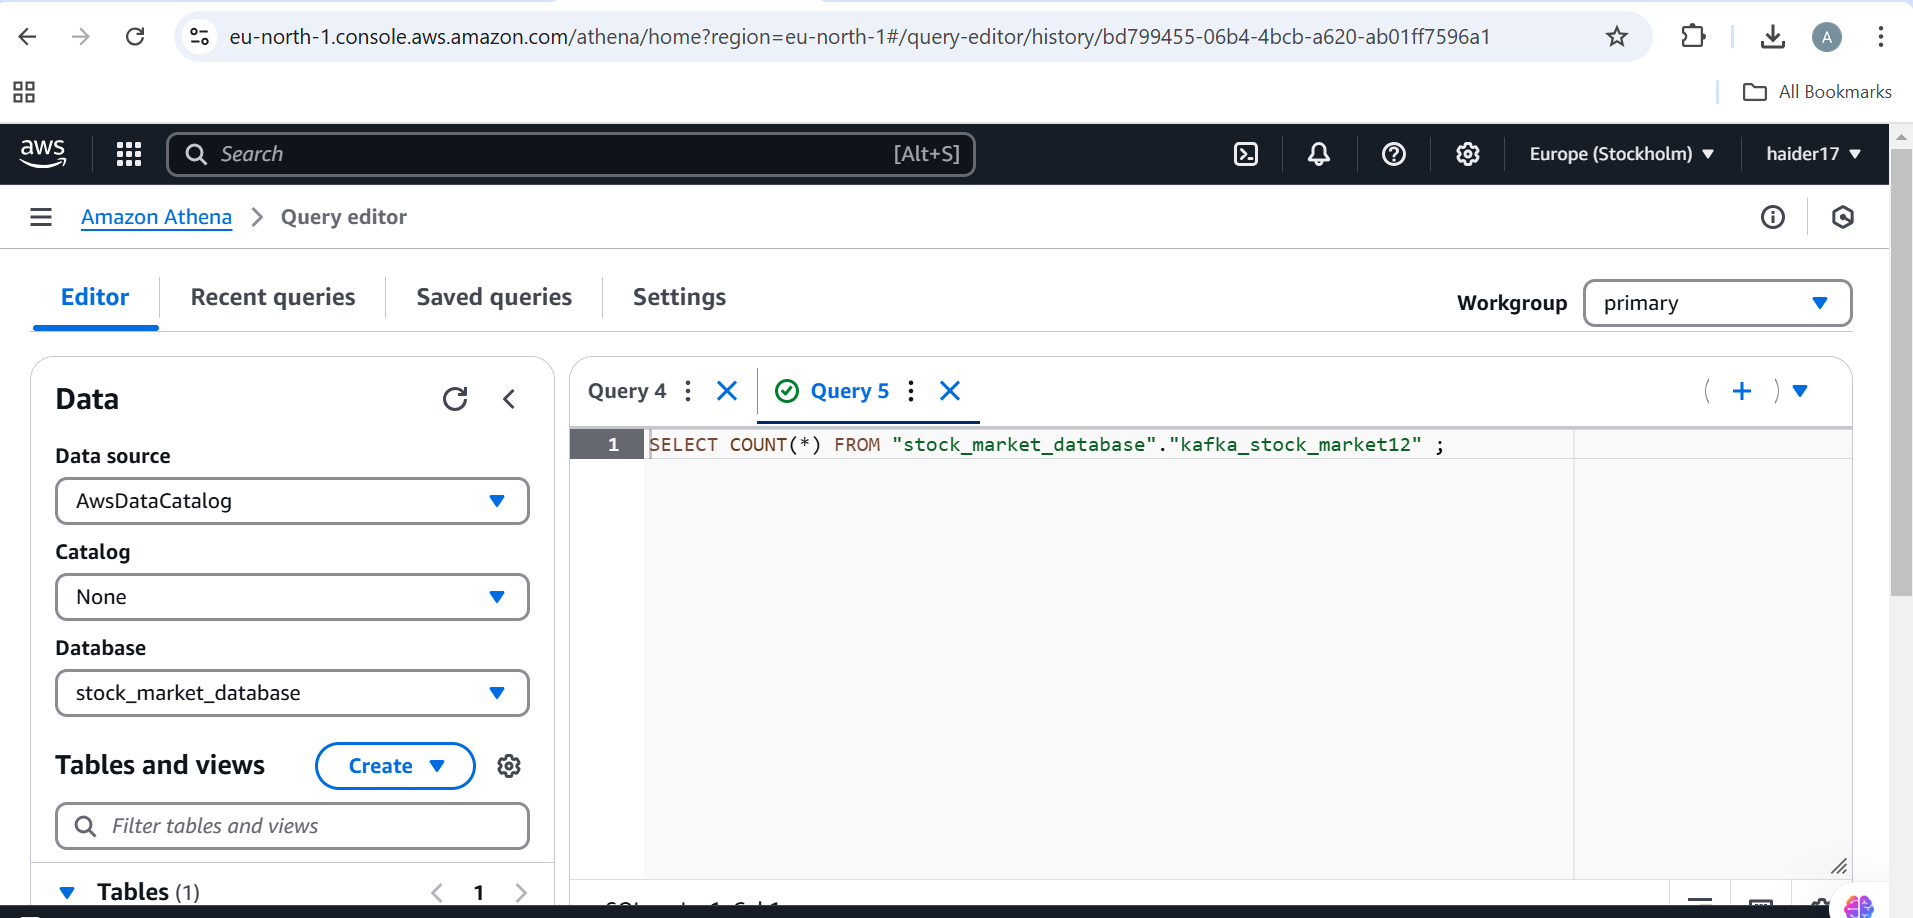 eu-north-1.console.aws.amazon.com/athena/home?region=eu-north-1#/query-editor/history/bd799455-06b4-4bcb-a620-ab01ff7596a1
A
All Bookmarks
aws
Search
[Alt+S]
Europe (Stockholm)
haider17
Amazon Athena
Query editor
Editor
Recent queries
Saved queries
Settings
Workgroup
primary
Data
Data source
AwsDataCatalog
Catalog
None
Database
stock_market_database
Tables and views
Create
Filter tables and views
Tables (1)
1
Query 4
Query 5
1
SELECT COUNT(*) FROM "stock_market_database"."kafka_stock_market12" ;